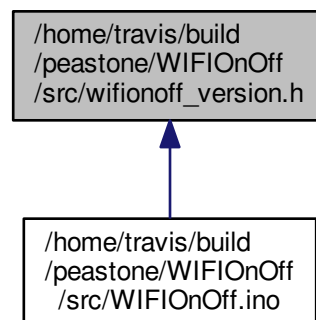 /home/travis/build
/peastone/WIFIOnOff
/src/wifionoff_version.h
/home/travis/build
/peastone/WIFIOnOff
/src/WIFIOnOff.ino